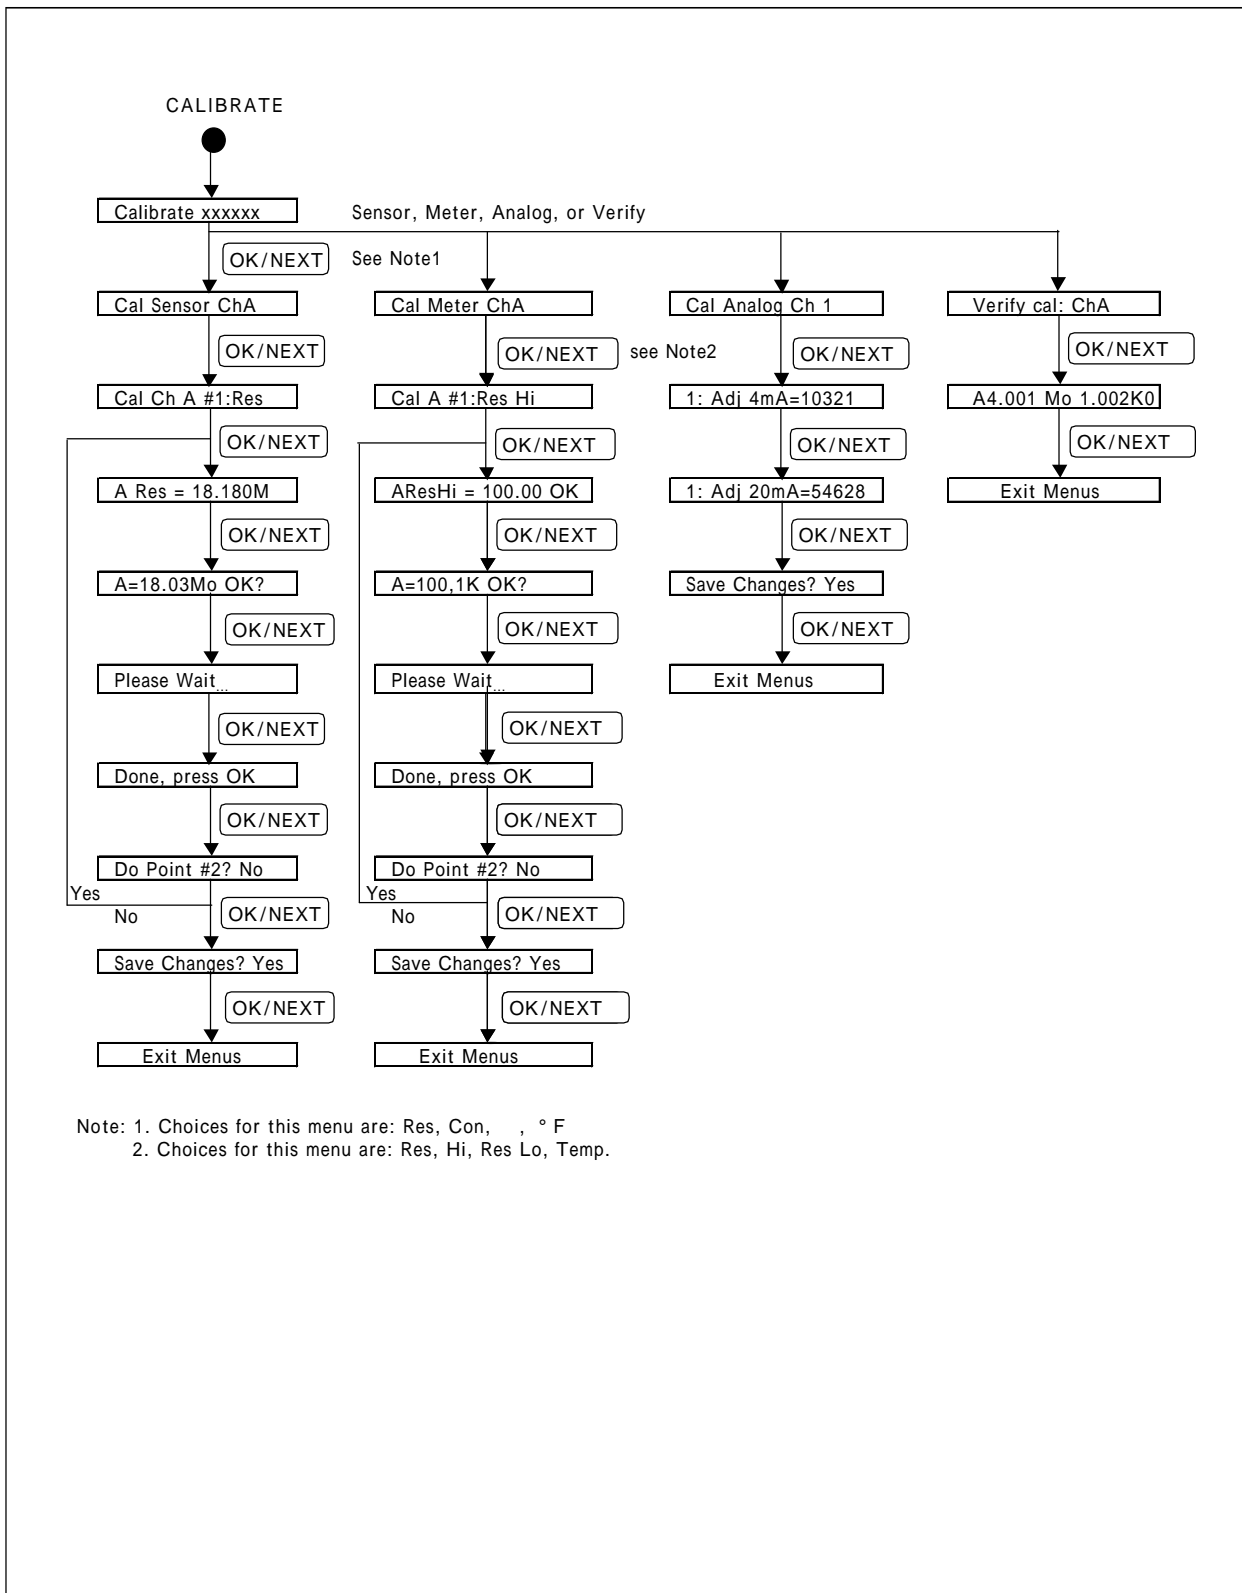 CALIBRATE
Calibrate xxxxxx
Sensor, Meter, Analog, or Verify
OK/NEXT
See Note1
Cal Sensor ChA
Cal Meter ChA
Cal Analog Ch 1
Verify cal: ChA
OK/NEXT
OK/NEXT
see Note2
OK/NEXT
OK/NEXT
Cal Ch A #1:Res
Cal A #1:Res Hi
1: Adj 4mA=10321
A4.001 Mo 1.002K0
OK/NEXT
OK/NEXT
OK/NEXT
OK/NEXT
A Res = 18.180M
AResHi = 100.00 OK
1: Adj 20mA=54628
Exit Menus
OK/NEXT
OK/NEXT
OK/NEXT
A=18.03Mo OK?
A=100,1K OK?
Save Changes? Yes
OK/NEXT
OK/NEXT
OK/NEXT
Please Wait...
Please Wait...
Exit Menus
OK/NEXT
OK/NEXT
Done, press OK
Done, press OK
OK/NEXT
OK/NEXT
Do Point #2? No
Do Point #2? No
Yes
Yes
No
OK/NEXT
No
OK/NEXT
Save Changes? Yes
Save Changes? Yes
OK/NEXT
OK/NEXT
Exit Menus
Exit Menus
Note: 1. Choices for this menu are: Res, Con, , ° F
2. Choices for this menu are: Res, Hi, Res Lo, Temp.